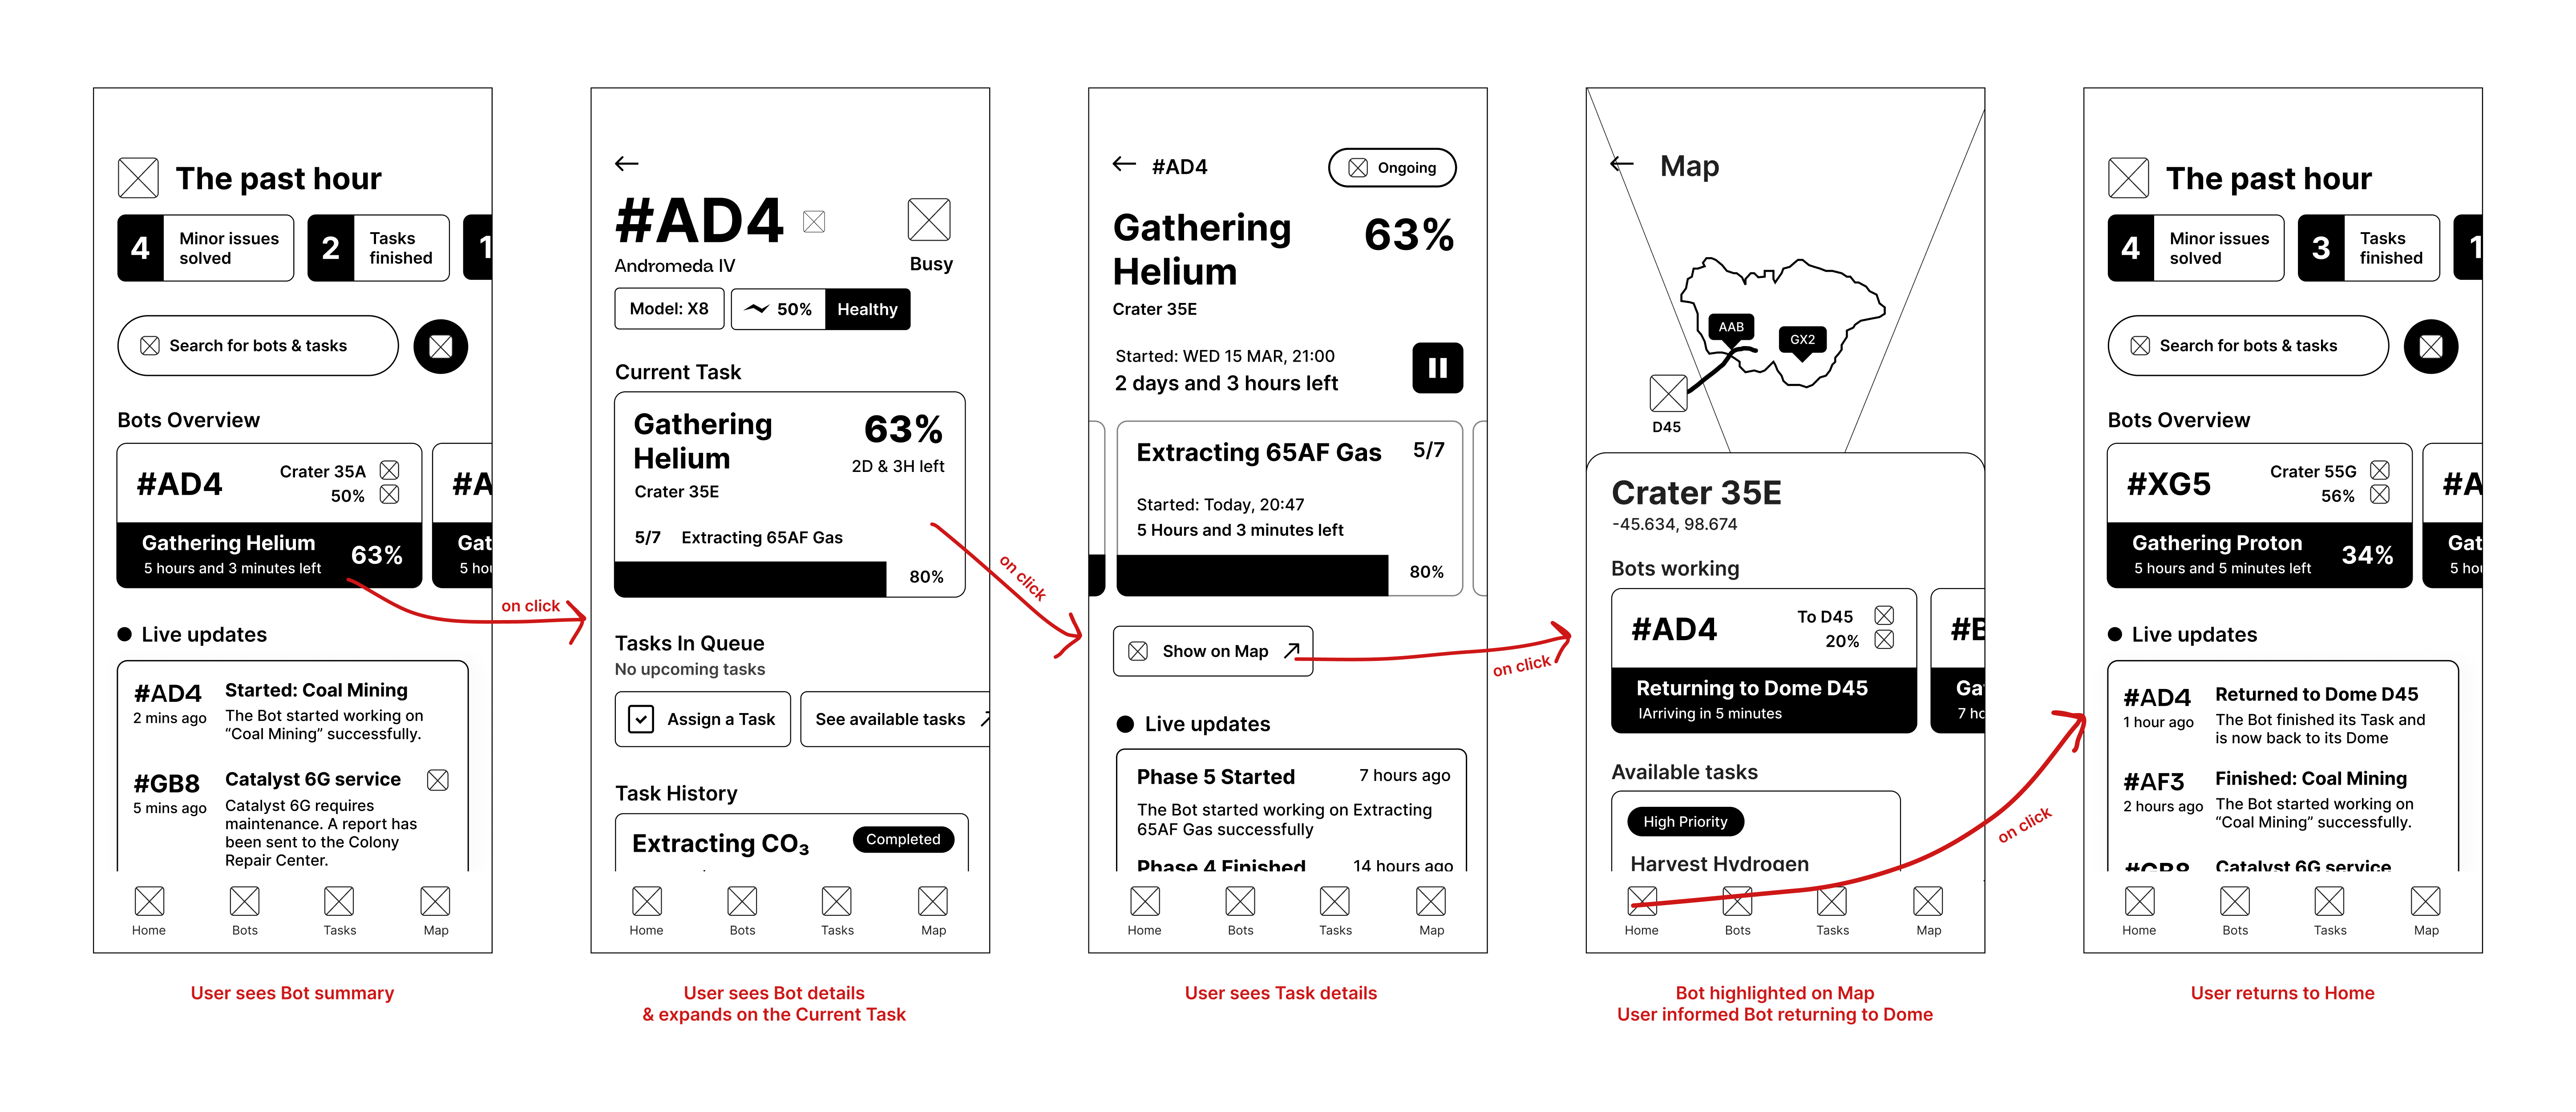 The past hour
4
Minor issues
solved
2
Tasks
finished
1
Search for bots & tasks
Bots Overview
#AD4
Crater 35A
50%
#A
Gathering Helium
63%
5 hours and 3 minutes left
Gat
5 hou
Live updates
#AD4
2 mins ago
Started: Coal Mining
The Bot started working on
“Coal Mining” successfully.
#GB8
5 mins ago
Catalyst 6G service
Catalyst 6G requires
maintenance. A report has
been sent to the Colony
Repair Center.
Home
Bots
Tasks
Map
User sees Bot summary
on click
#AD4
Andromeda IV
Busy
Model: X8
50%
Healthy
Current Task
Gathering
Helium
63%
2D & 3H left
Crater 35E
5/7
Extracting 65AF Gas
80%
Tasks In Queue
No upcoming tasks
Assign a Task
See available tasks
Task History
Extracting CO₃
Completed
Home
Bots
Tasks
Map
User sees Bot details
& expands on the Current Task
on click
#AD4
Ongoing
Gathering
Helium
63%
Crater 35E
Started: WED 15 MAR, 21:00
2 days and 3 hours left
Extracting 65AF Gas
5/7
Started: Today, 20:47
5 Hours and 3 minutes left
80%
Show on Map
Live updates
Phase 5 Started
7 hours ago
The Bot started working on Extracting
65AF Gas successfully
Phase 4 Finished
14 hours ago
Home
Bots
Tasks
Map
User sees Task details
on click
Map
AAB
GX2
D45
Crater 35E
-45.634, 98.674
Bots working
#AD4
To D45
20%
#B
Returning to Dome D45
IArriving in 5 minutes
Ga
7 ho
Available tasks
High Priority
Harvest Hydrogen
Home
Bots
Tasks
Map
Bot highlighted on Map
User informed Bot returning to Dome
on click
The past hour
4
Minor issues
solved
3
Tasks
finished
1
Search for bots & tasks
Bots Overview
#XG5
Crater 55G
56%
#A
Gathering Proton
34%
5 hours and 5 minutes left
Gat
5 hou
Live updates
#AD4
1 hour ago
Returned to Dome D45
The Bot finished its Task and
is now back to its Dome
#AF3
2 hours ago
Finished: Coal Mining
The Bot started working on
“Coal Mining” successfully.
#GB8
Catalyst 6G service
Home
Bots
Tasks
Map
User returns to Home